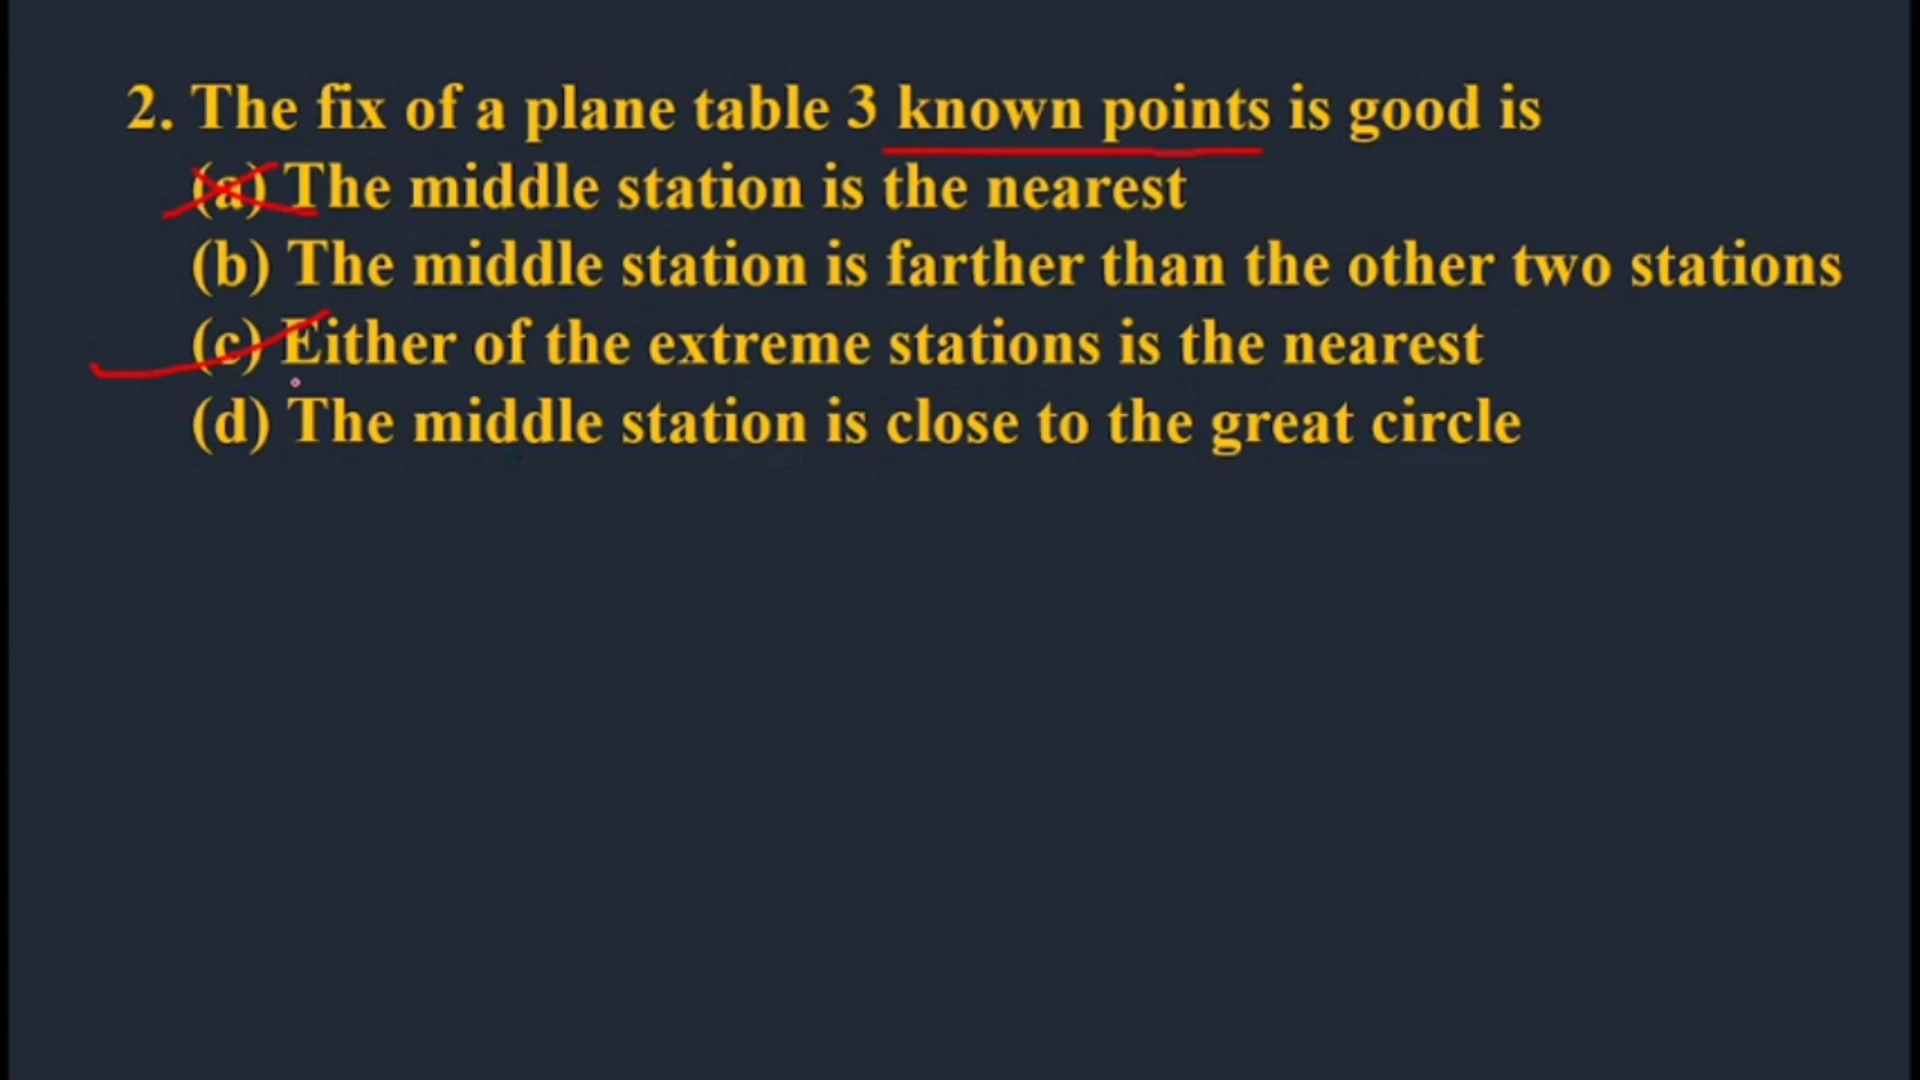 2. The fix of a plane table 3 known points is good is
(a) The middle station is the nearest
(b) The middle station is farther than the other two stations
(c) Either of the extreme stations is the nearest
(d) The middle station is close to the great circle